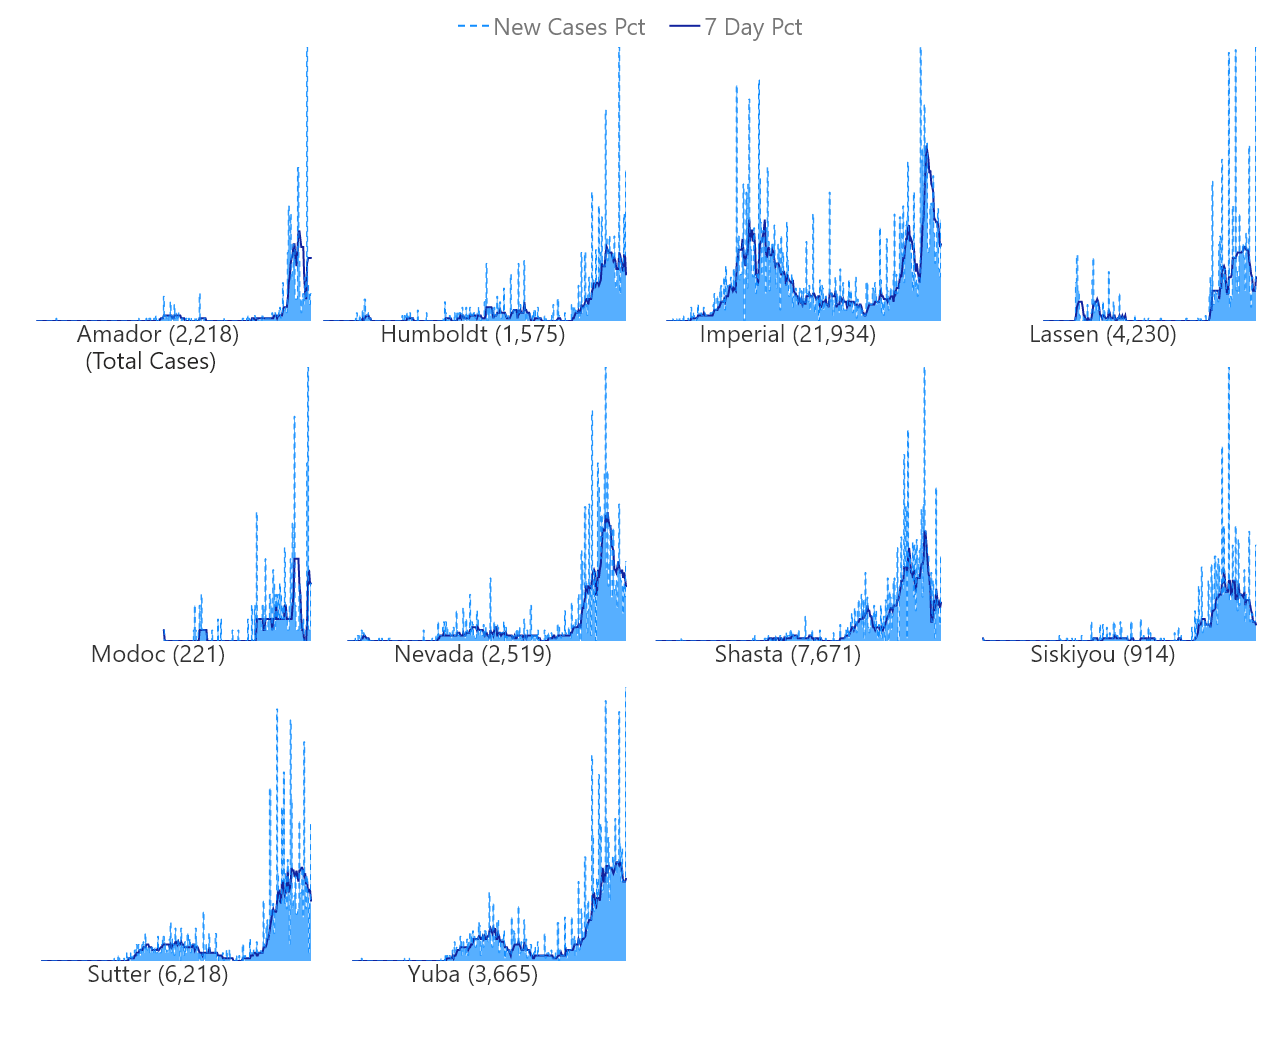 New Cases Pct 7 Day Pct
Amador (2,218) Humboldt (1,575) Imperial (21,934) Lassen (4,230)
(Total Cases)
Modoc (221) Nevada (2,519) Shasta (7,671) Siskiyou (914)
Sutter (6,218) Yuba (3,665)